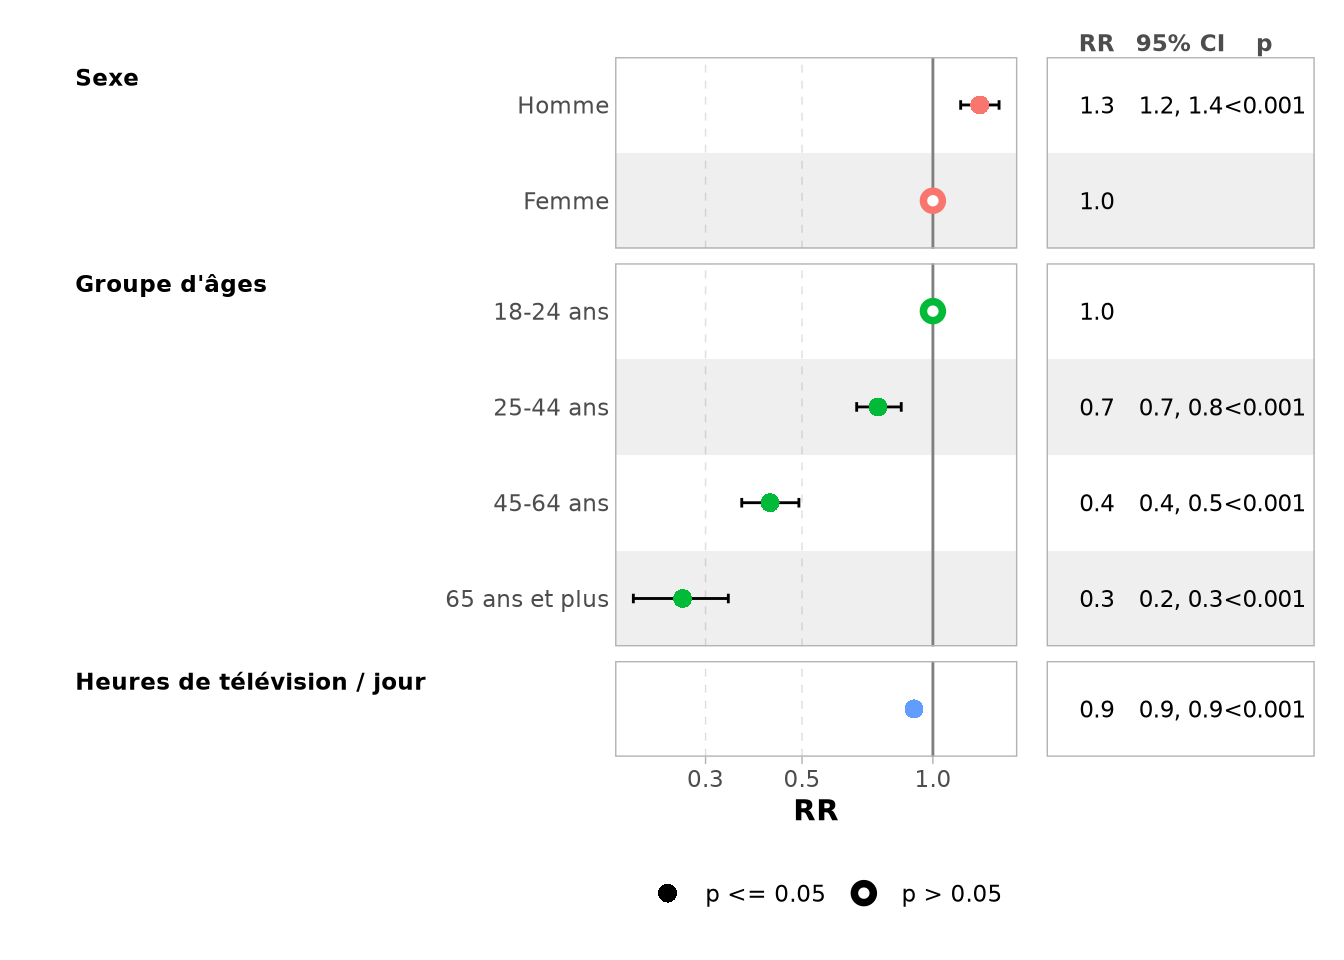 RR 95% CI p
Sexe
Homme 1.3 1.2, 1.4<0.001
Femme 1.0
Groupe d'âges
18-24 ans 1.0
25-44 ans 0.7 0.7, 0.8<0.001
45-64 ans 0.4 0.4, 0.5<0.001
65 ans et plus 0.3 0.2, 0.3<0.001
Heures de télévision / jour
0.9 0.9, 0.9<0.001
0.3 0.5 1.0
RR
p <= 0.05 p > 0.05